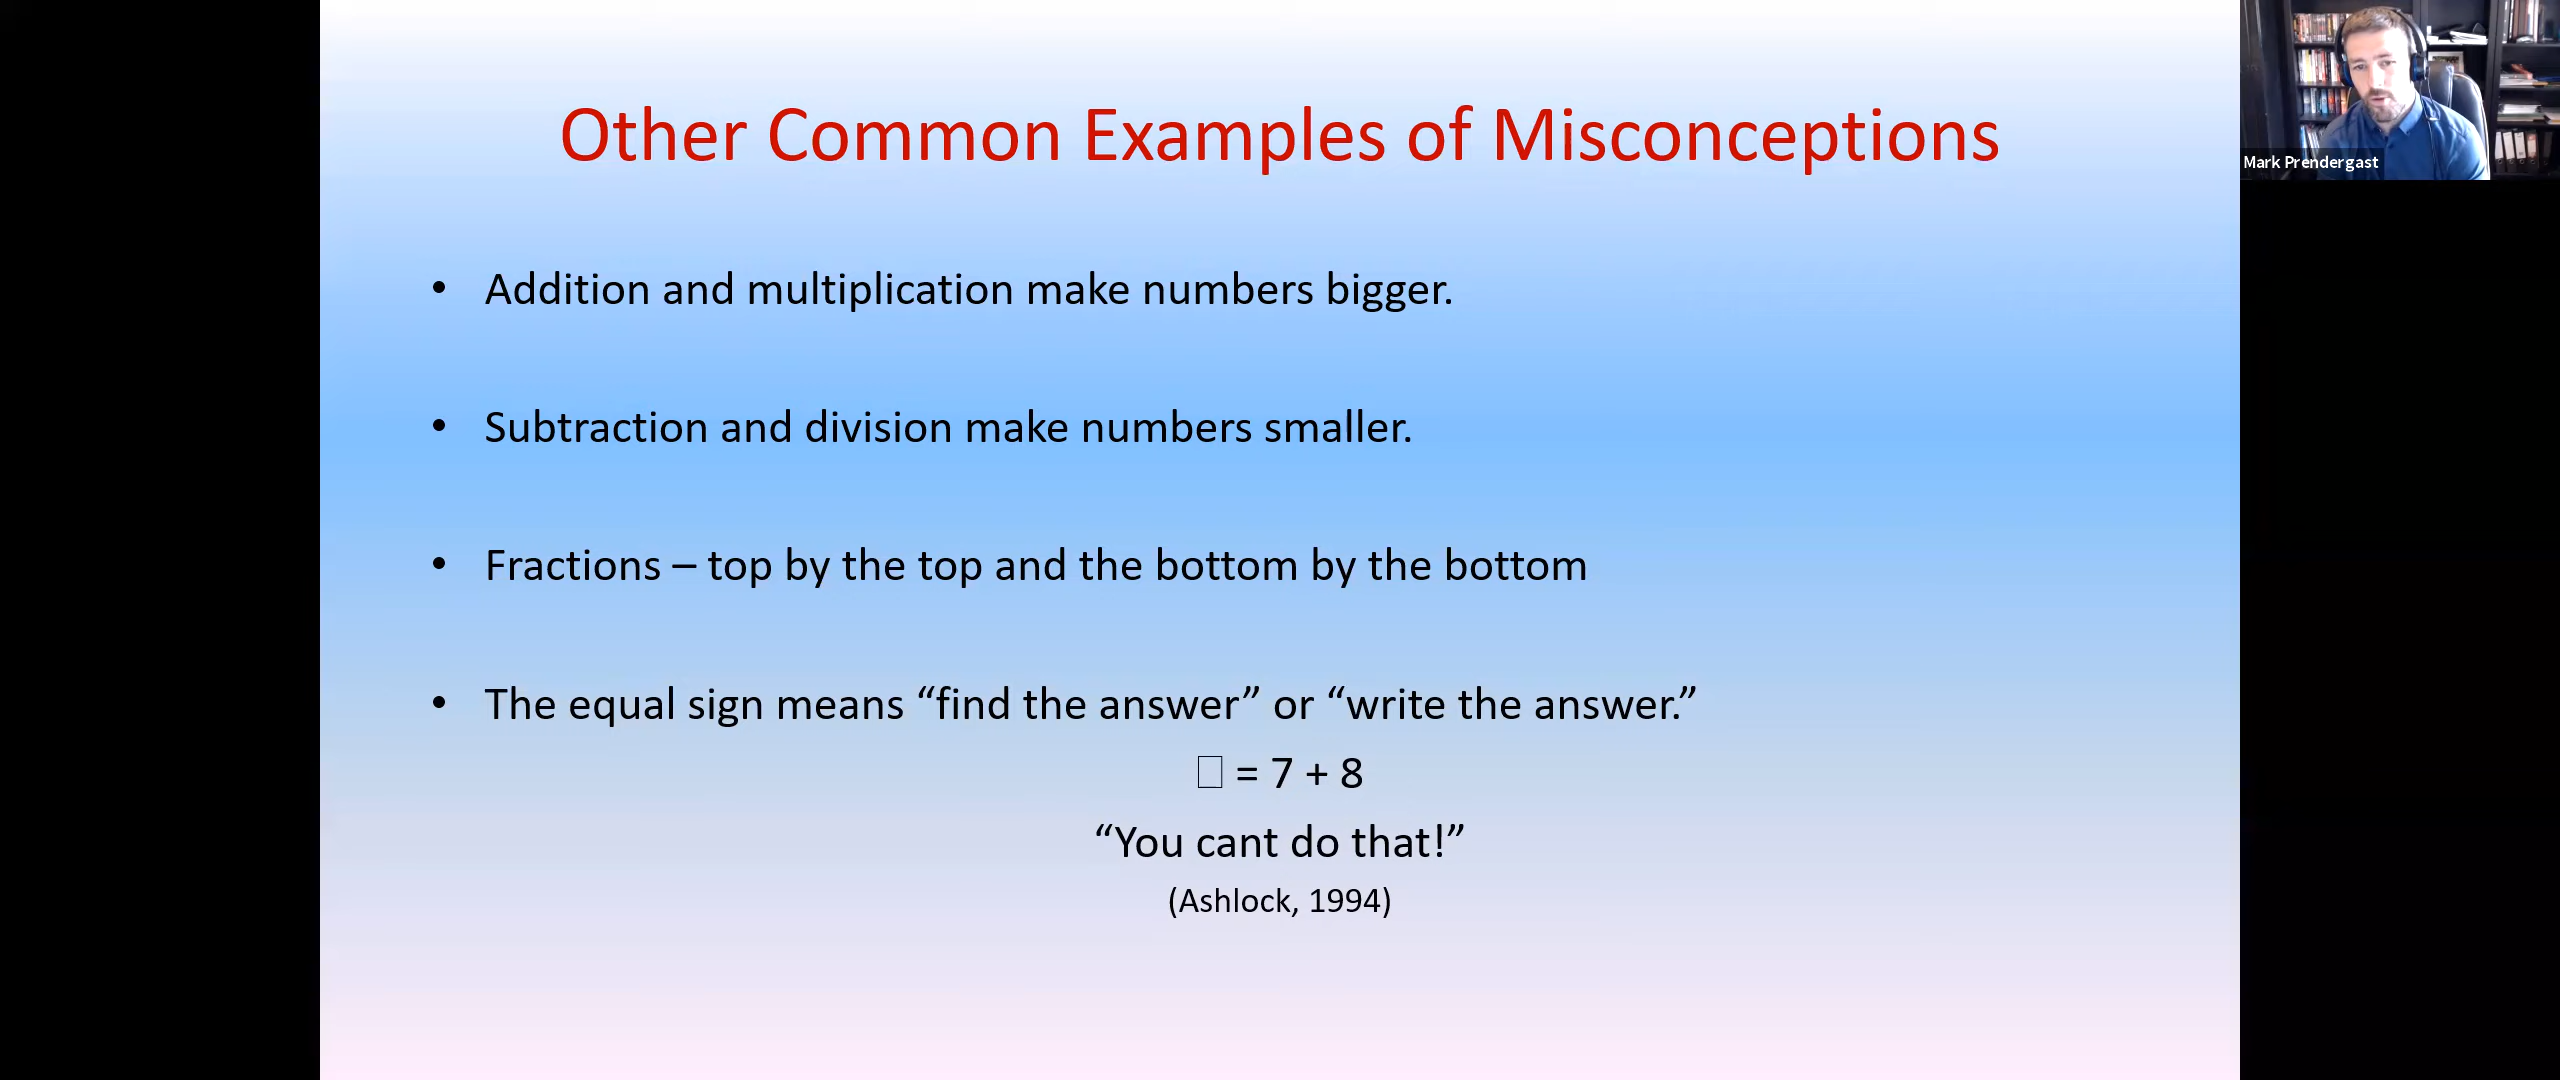 Other Common Examples of Misconceptions
Mark Prendergast
• Addition and multiplication make numbers bigger.
• Subtraction and division make numbers smaller.
• Fractions – top by the top and the bottom by the bottom
• The equal sign means “find the answer” or “write the answer.”
□ = 7 + 8
“You cant do that!”
(Ashlock, 1994)